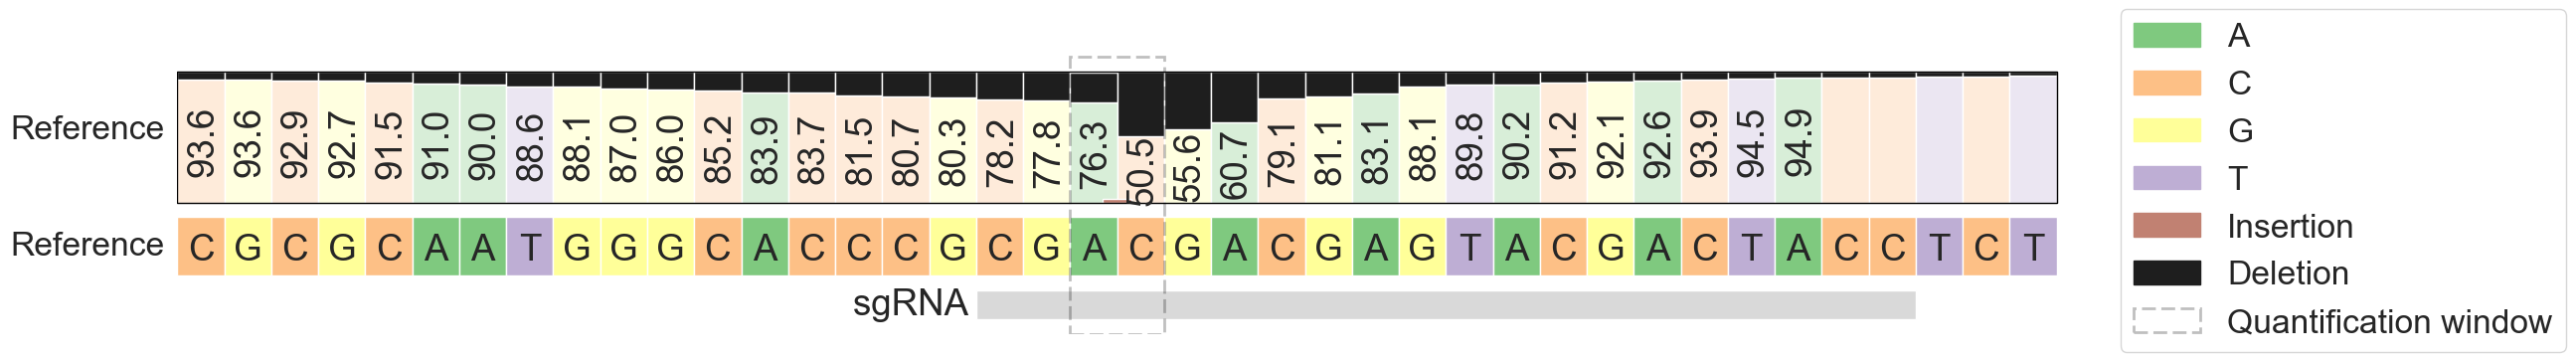 Reference 93.6 93.6 92.9 92.7 91.5 91.0 90.0 88.6 88.1 87.0 86.0 85.2 83.9 83.7 81.5 80.7 80.3 78.2 77.8 76.3 50.5 55.6 60.7 79.1 81.1 83.1 88.1 89.8 90.2 91.2 92.1 92.6 93.9 94.5 94.9
Reference C G C G C A A T G G G C A C C C G C G A C G A C G A G T A C G A C T A C C T C T
sgRNA
A
C
G
T
Insertion
Deletion
Quantification window